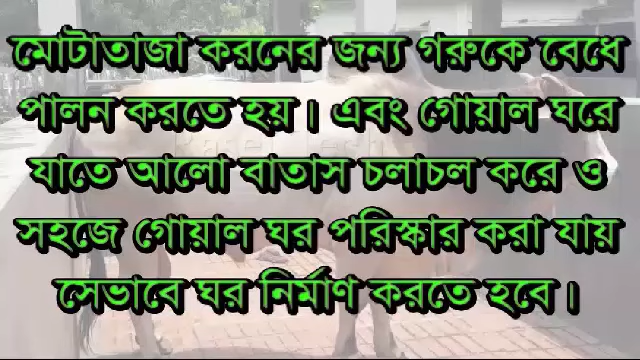 মোটাতাজা করনের জন্য গরুকে বেধে
পালন করতে হয়। এবং গোয়াল ঘরে
যাতে আলো বাতাস চলাচল করে ও
সহজে গোয়াল ঘর পরিস্কার করা যায়
সেভাবে ঘর নির্মাণ করতে হবে।